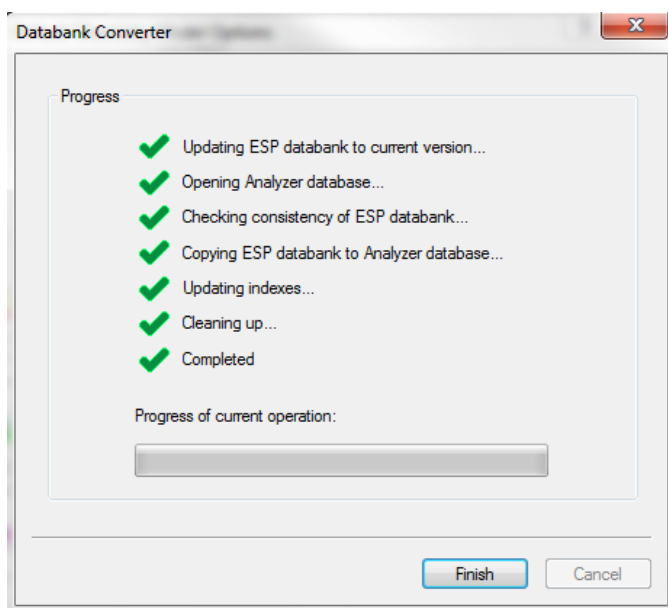 Databank Converter
Progress
Updating ESP databank to current version...
Opening Analyzer database...
Checking consistency of ESP databank...
Copying ESP databank to Analyzer database...
Updating indexes...
Cleaning up...
Completed
Progress of current operation:
Finish
Cancel